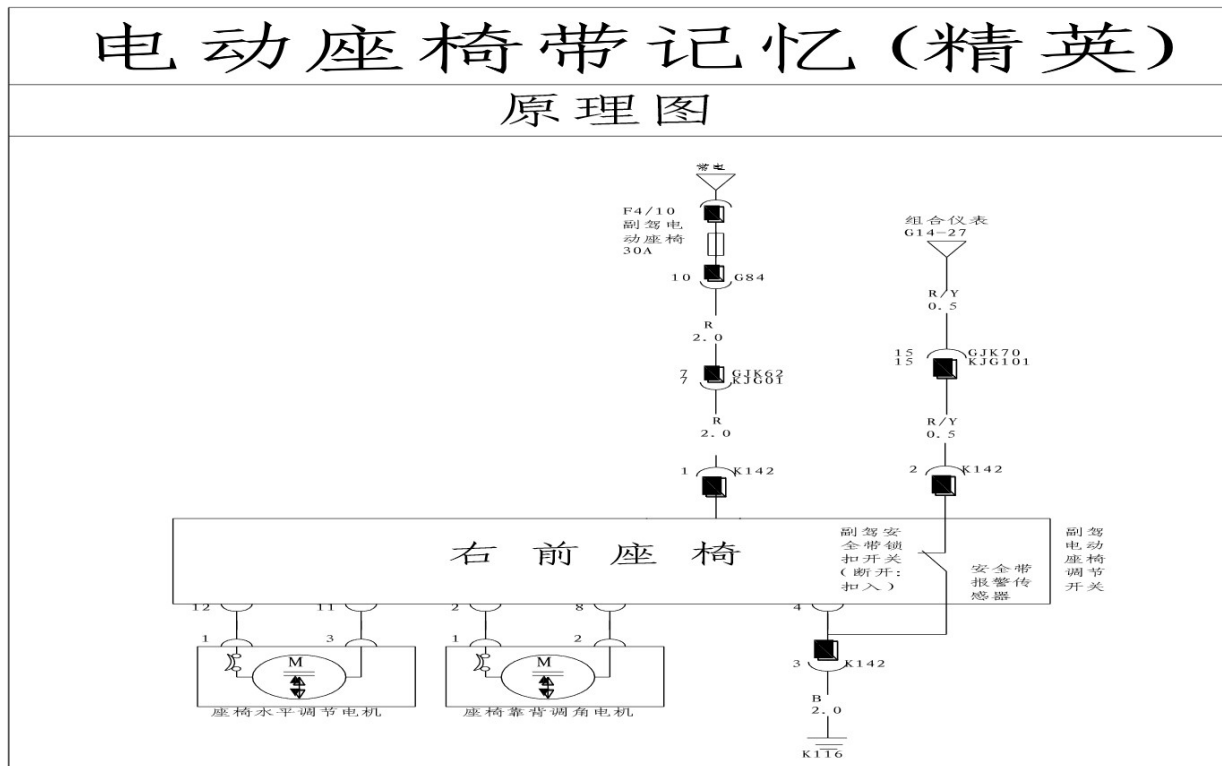 电动座椅带记忆(精英)
原理图
常电
F4/10
副驾电
动座椅
30A
10 G84
R
2.0
7 GJK62
7 KJG01
R
2.0
1 K142
组合仪表
G14-27
R/Y
0.5
15 GJK70
15 KJG101
R/Y
0.5
2 K142
右前座椅
副驾安
全带锁
扣开关
(断开:
扣入)
安全带
报警传
感器
副驾
电动
座椅
调节
开关
12 11 2 8 4
1 3 1 2
M M
座椅水平调节电机
座椅靠背调角电机
3 K142
B
2.0
K116